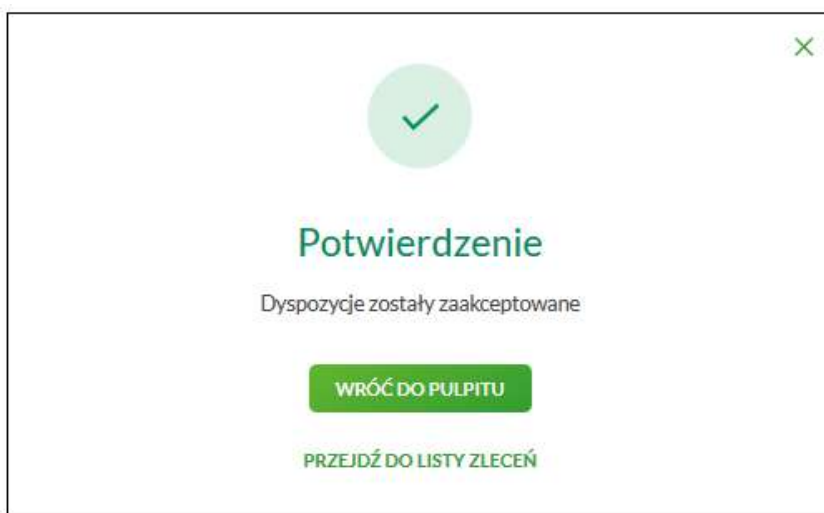 Potwierdzenie
Dyspozycje zostały zaakceptowane
WRÓĆ DO PULPITU
PRZEJDŹ DO LISTY ZLECEŃ